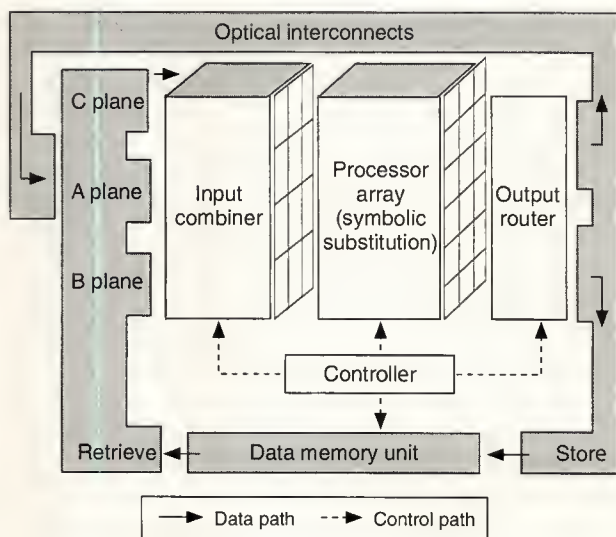 Optical interconnects
C plane
A plane
B plane
Input
combiner
Processor
array
(symbolic
substitution)
Output
router
Controller
Retrieve
Data memory unit
Store
Data path
Control path